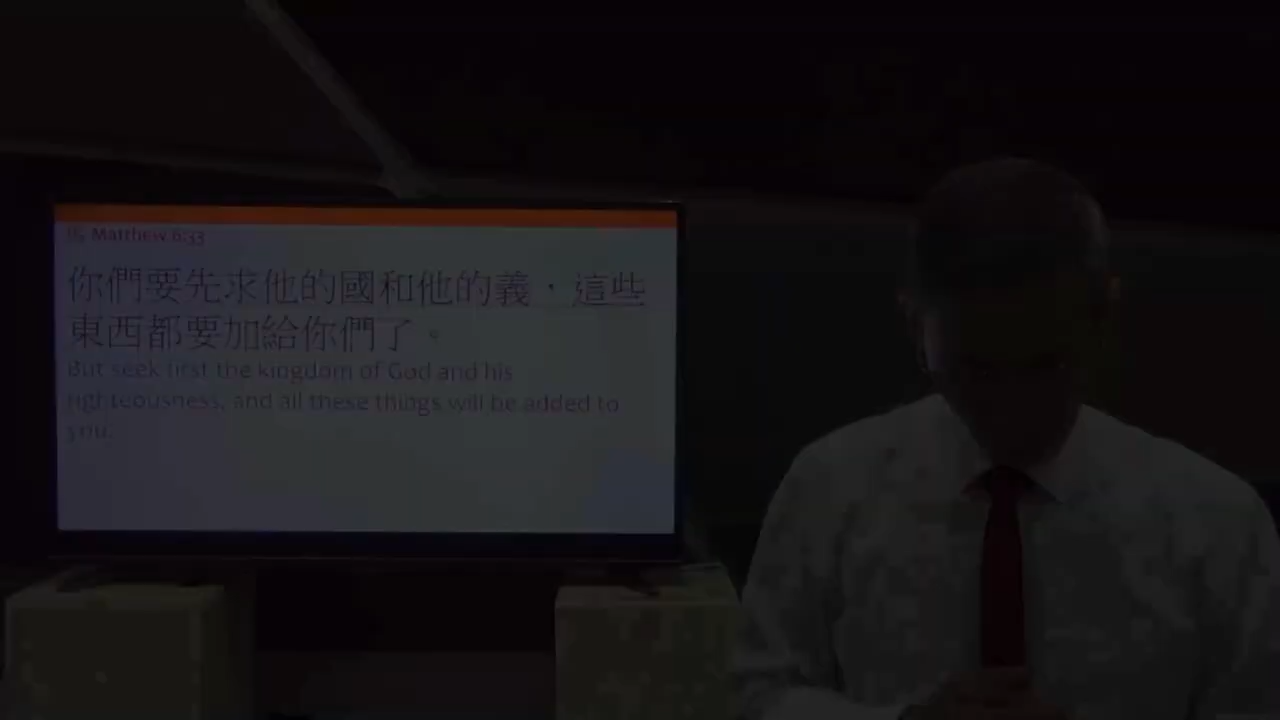 Matthew 6:33
你們要先求他的國和他的義，這些
東西都要加給你們了。
But seek first the kingdom of God and his
righteousness, and all these things will be added to
you.